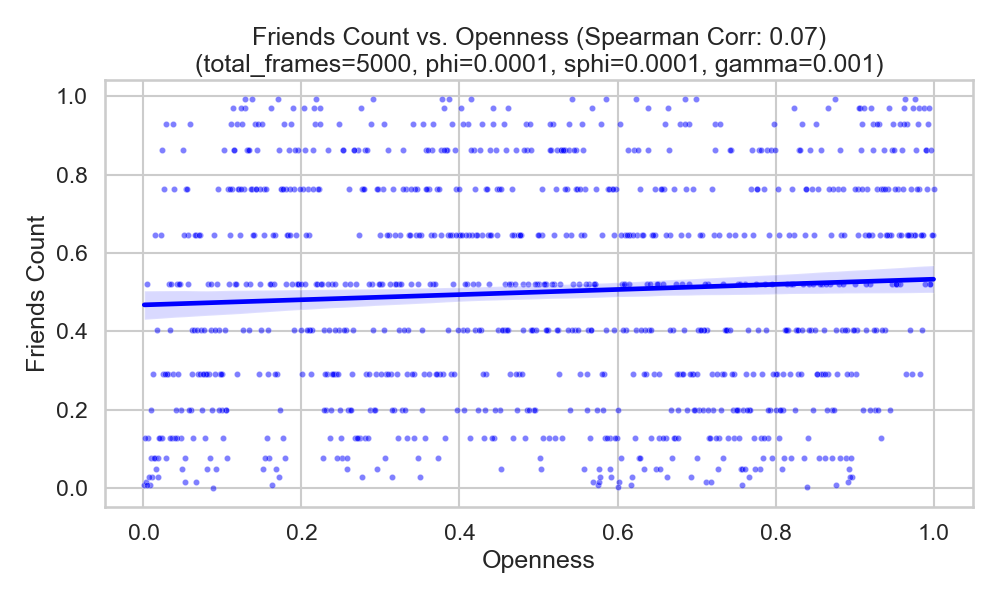 Friends Count vs. Openness (Spearman Corr: 0.07)
(total_frames=5000, phi=0.0001, sphi=0.0001, gamma=0.001)
Friends Count
1.0
0.8
0.6
0.4
0.2
0.0
0.0 0.2 0.4 0.6 0.8 1.0
Openness